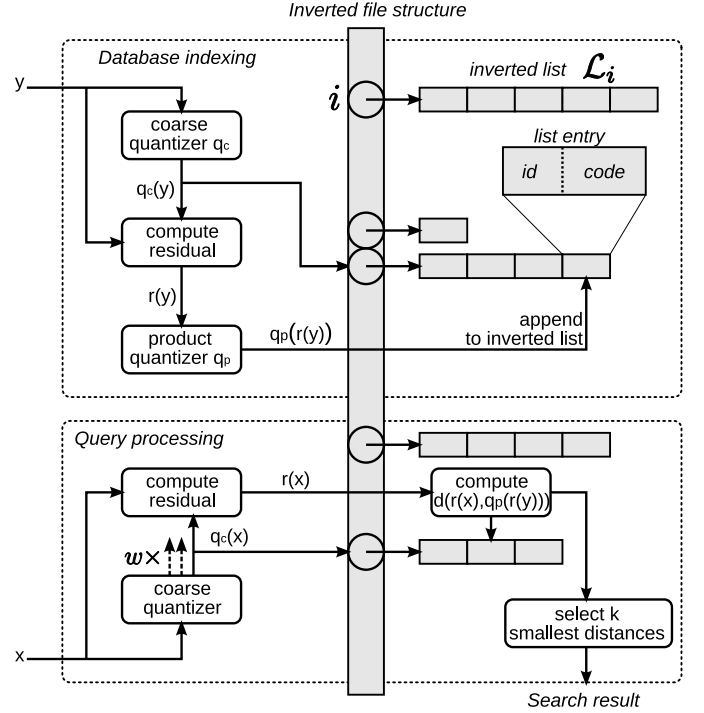 Inverted file structure
Database indexing
y
i
inverted list 𝓛i
coarse
quantizer qc
list entry
id
code
qc(y)
compute
residual
r(y)
append
to inverted list
product
quantizer qp
qp(r(y))
Query processing
compute
residual
r(x)
compute
d(r(x),qp(r(y)))
w×
qc(x)
coarse
quantizer
select k
smallest distances
x
Search result